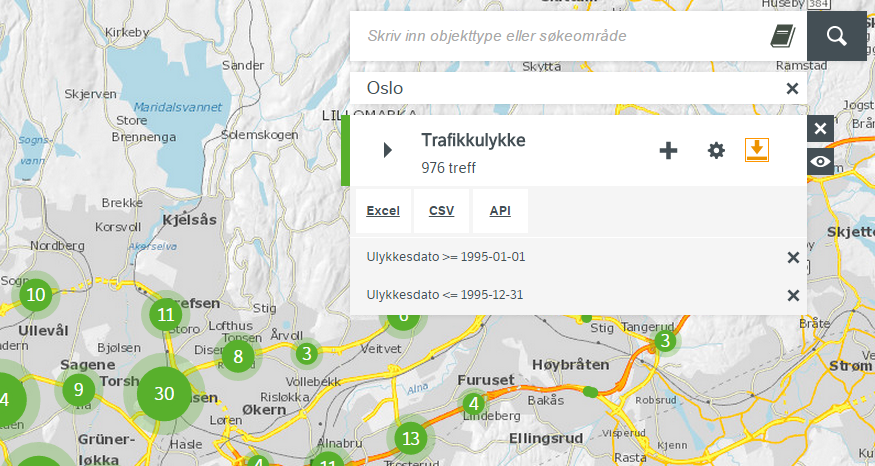 Skriv inn objekttype eller søkeområde
Oslo
Trafikkulykke
976 treff
Excel
CSV
API
Ulykkesdato >= 1995-01-01
Ulykkesdato <= 1995-12-31
Huseby
384
Kirkeby
Sander
Skytta
Ramstad
Skjerven
Maridalsvannet
Store
Brennenga
Solemskogen
Sogns-
vann
Brekke
Korsvoll
Kjelsås
Nordberg
Akerselva
Skjette
10
11
Grefsen
Storo
Stig
6
Ullevål
Lofthus
Tonsen
Årvoll
Stig
Tangerud
Bråte
Bjølsen
8
3
Veitvet
3
Sagene
Høybråten
Strøm
4
9
30
Vollebekk
Risløkka
Alna
Furuset
Bakås
Robsrud
Økern
4
Lindeberg
Løren
Grüner-
løkka
Hasle
Alnabru
13
Ellingsrud
Visperud
Kjenn
4
11
Trosterud
Rasta